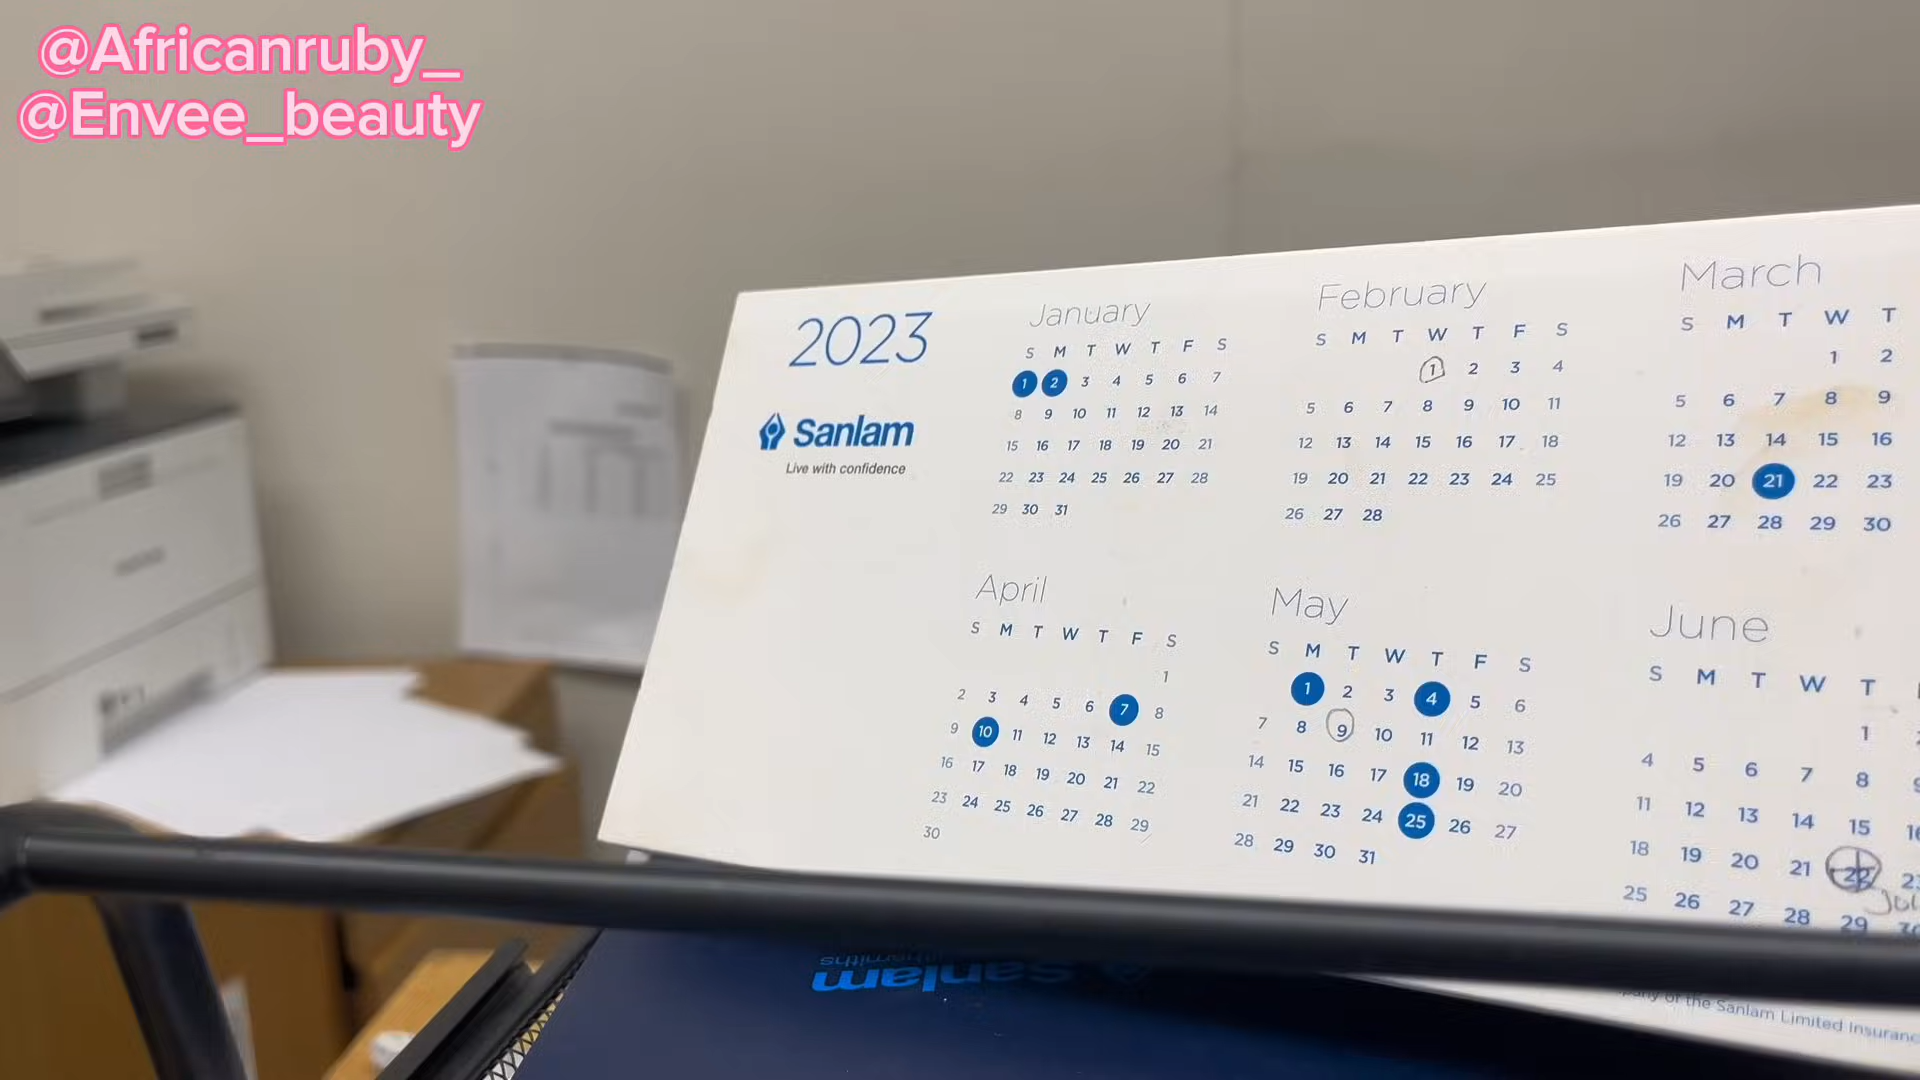 @Africanruby_
@Envee_beauty
2023
Sanlam
Live with confidence
January
S M T W T F S
1 2 3 4 5 6 7
8 9 10 11 12 13 14
15 16 17 18 19 20 21
22 23 24 25 26 27 28
29 30 31
February
S M T W T F S
1 2 3 4
5 6 7 8 9 10 11
12 13 14 15 16 17 18
19 20 21 22 23 24 25
26 27 28
March
S M T W T
1 2
5 6 7 8 9
12 13 14 15 16
19 20 21 22 23
26 27 28 29 30
April
S M T W T F S
1
2 3 4 5 6 7 8
9 10 11 12 13 14 15
16 17 18 19 20 21 22
23 24 25 26 27 28 29
30
May
S M T W T F S
1 2 3 4 5 6
7 8 9 10 11 12 13
14 15 16 17 18 19 20
21 22 23 24 25 26 27
28 29 30 31
June
S M T W T
1
4 5 6 7 8
11 12 13 14 15
18 19 20 21 22
25 26 27 28 29
Sanlam
of the Sanlam Limited